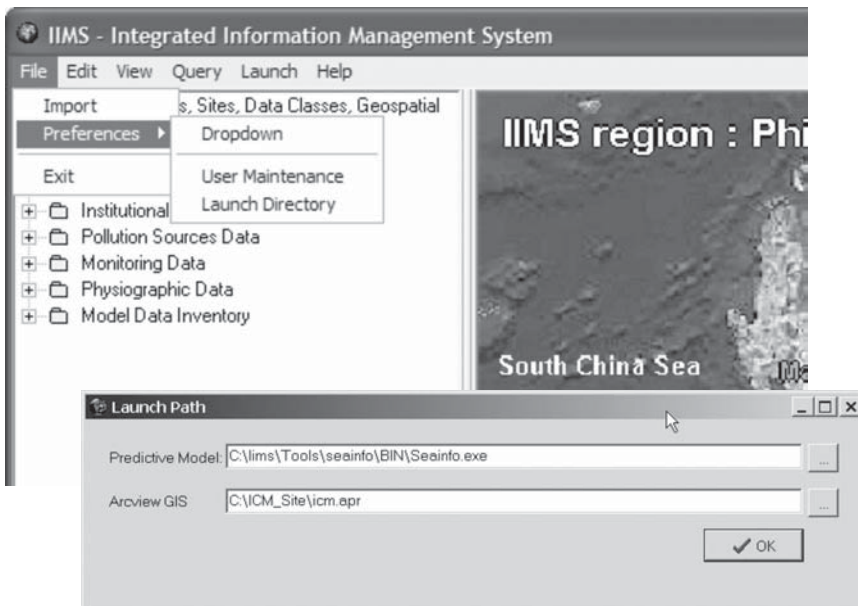 IIMS - Integrated Information Management System
File Edit View Query Launch Help
Import
s, Sites, Data Classes, Geospatial
Preferences
Dropdown
Exit
User Maintenance
Launch Directory
Institutional
Pollution Sources Data
Monitoring Data
Physiographic Data
Model Data Inventory
IIMS region : Phi
South China Sea
Ma
Launch Path
Predictive Model: C:\Iims\Tools\seainfo\BIN\Seainfo.exe
...
Arcview GIS C:\ICM_Site\icm.apr
...
OK